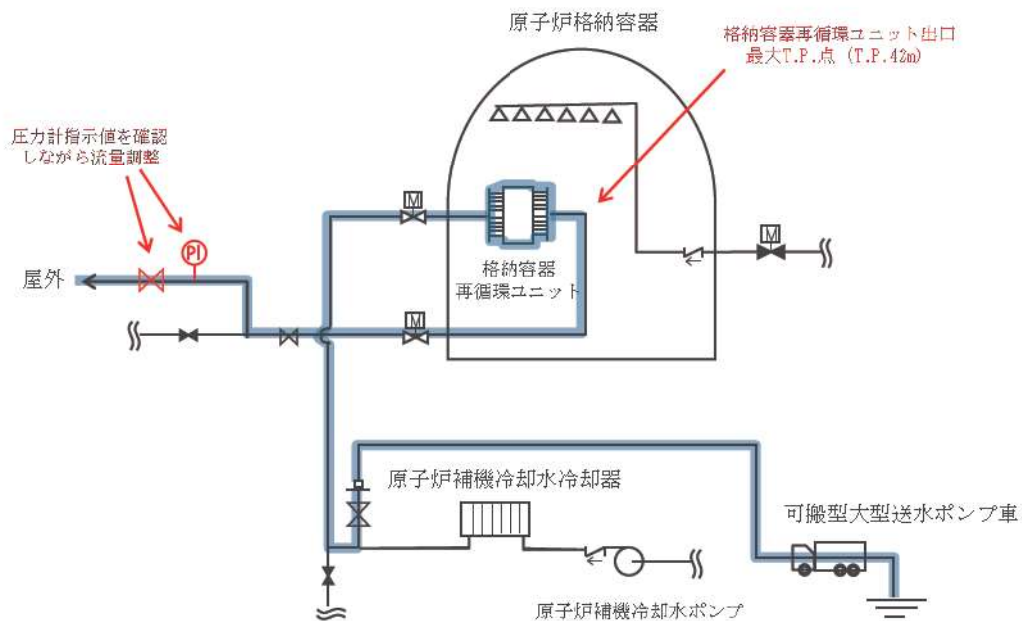 原子炉格納容器
格納容器再循環ユニット出口
最大T.P.点 (T.P.42m)
圧力計指示値を確認
しながら流量調整
M
M
PI
屋外
格納容器
再循環ユニット
M
原子炉補機冷却水冷却器
可搬型大型送水ポンプ車
原子炉補機冷却水ポンプ